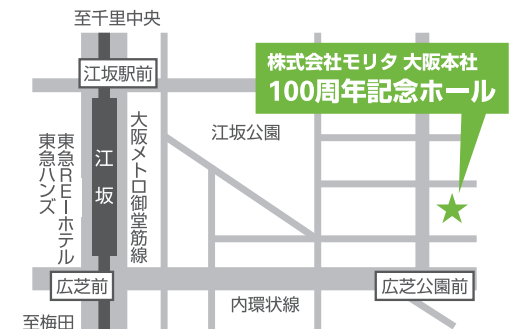 至千里中央
株式会社モリタ 大阪本社
100周年記念ホール
江坂駅前
江坂公園
大阪メトロ御堂筋線
江坂
東急REIホテル
東急ハンズ
広芝前
広芝公園前
内環状線
至梅田